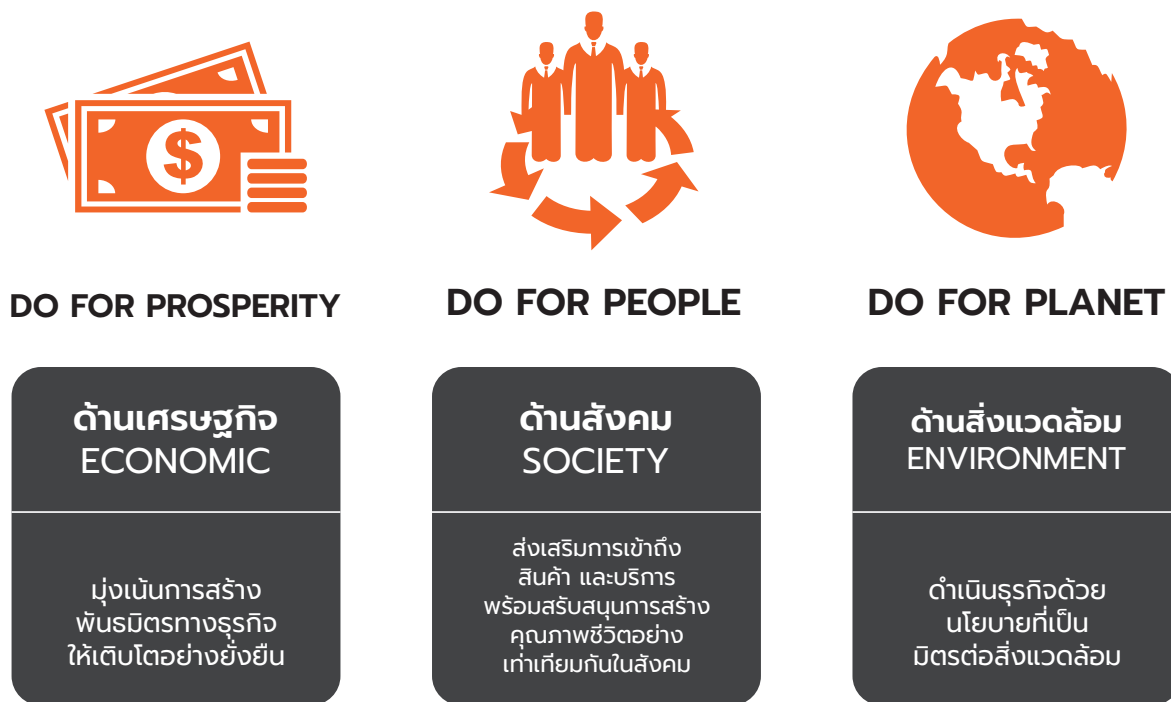 $
DO FOR PROSPERITY
ด้านเศรษฐกิจ
ECONOMIC
มุ่งเน้นการสร้าง
พันธมิตรทางธุรกิจ
ให้เติบโตอย่างยั่งยืน
DO FOR PEOPLE
ด้านสังคม
SOCIETY
ส่งเสริมการเข้าถึง
สินค้า และบริการ
พร้อมสรับสนุนการสร้าง
คุณภาพชีวิตอย่าง
เท่าเทียมกันในสังคม
DO FOR PLANET
ด้านสิ่งแวดล้อม
ENVIRONMENT
ดำเนินธุรกิจด้วย
นโยบายที่เป็น
มิตรต่อสิ่งแวดล้อม